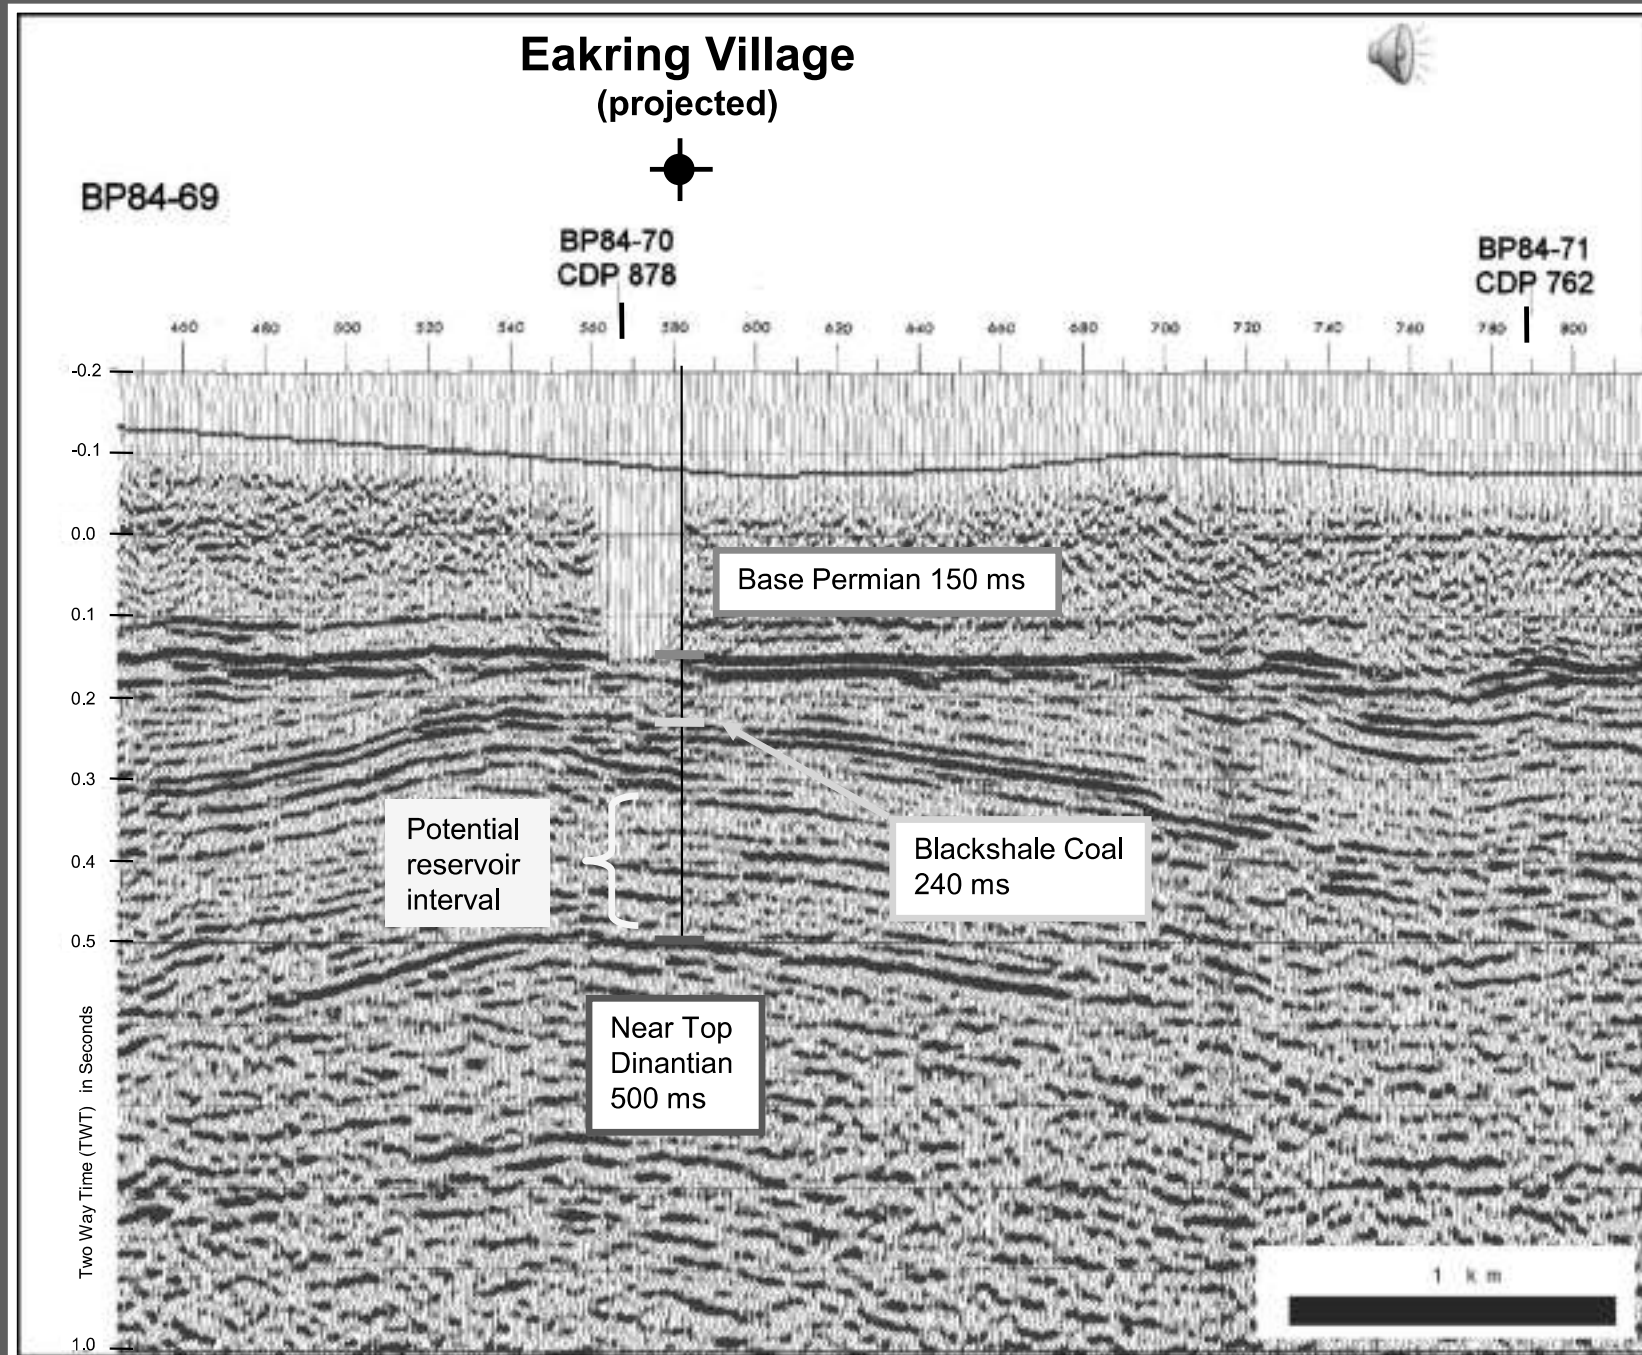 Eakring Village
(projected)
BP84-69
BP84-70
CDP 878
BP84-71
CDP 762
460 480 500 520 540 560 580 600 620 640 660 680 700 720 740 760 780 800
-0.2
-0.1
0.0
Base Permian 150 ms
0.1
0.2
0.3
Potential
reservoir
interval
Blackshale Coal
240 ms
0.4
0.5
Near Top
Dinantian
500 ms
Two Way Time (TWT) in Seconds
1 km
1.0